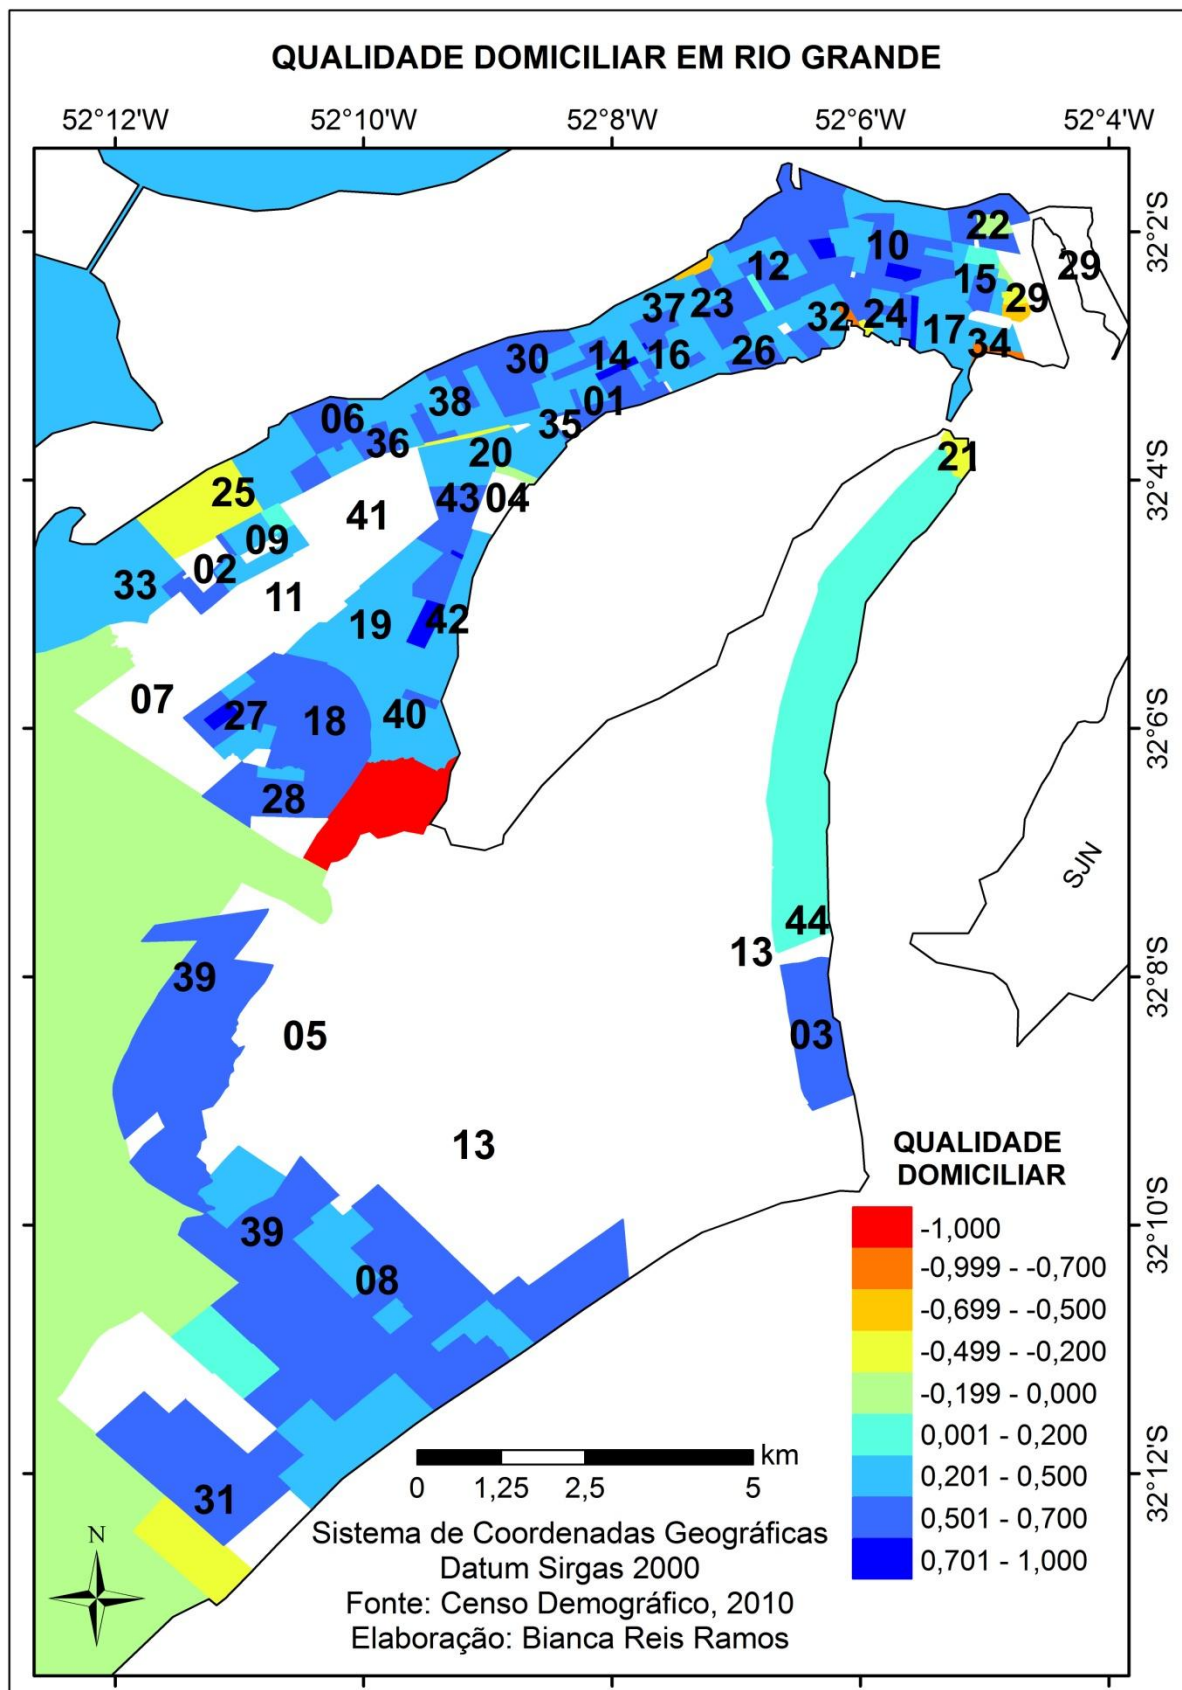 QUALIDADE DOMICILIAR EM RIO GRANDE
52°12'W 52°10'W 52°8'W 52°6'W 52°4'W
32°2'S
32°4'S
32°6'S
32°8'S
32°10'S
32°12'S
22
10
29
12
15
29
37 23
32 24
17
34
30
14 16
26
38
01
06
35
36
20
21
25
43 04
41
09
02
33
11
19
42
07
27 18
40
28
SJN
44
13
39
05
03
13
39
08
31
QUALIDADE
DOMICILIAR
-1,000
-0,999 - -0,700
-0,699 - -0,500
-0,499 - -0,200
-0,199 - 0,000
0,001 - 0,200
0,201 - 0,500
0,501 - 0,700
0,701 - 1,000
km
0 1,25 2,5 5
N
Sistema de Coordenadas Geográficas
Datum Sirgas 2000
Fonte: Censo Demográfico, 2010
Elaboração: Bianca Reis Ramos